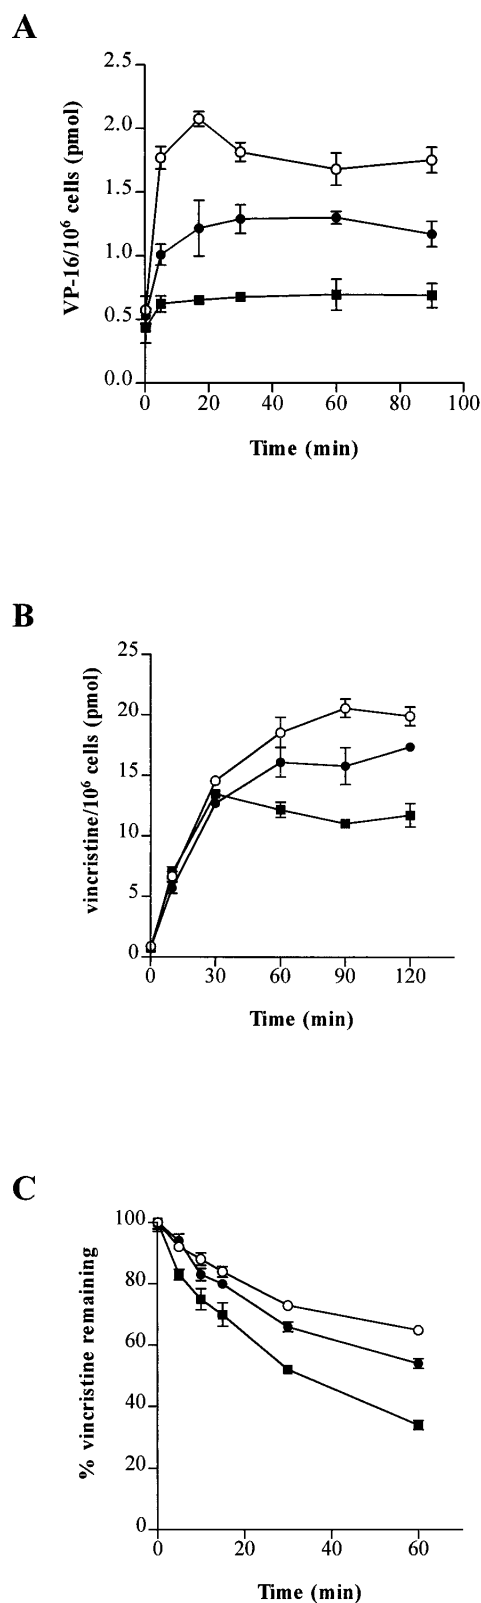 A
VP-16/10⁶ cells (pmol)
2.5
2.0
1.5
1.0
0.5
0.0
0 20 40 60 80 100
Time (min)
B
vincristine/10⁶ cells (pmol)
25
20
15
10
5
0
0 30 60 90 120
Time (min)
C
% vincristine remaining
100
80
60
40
20
0
0 20 40 60
Time (min)